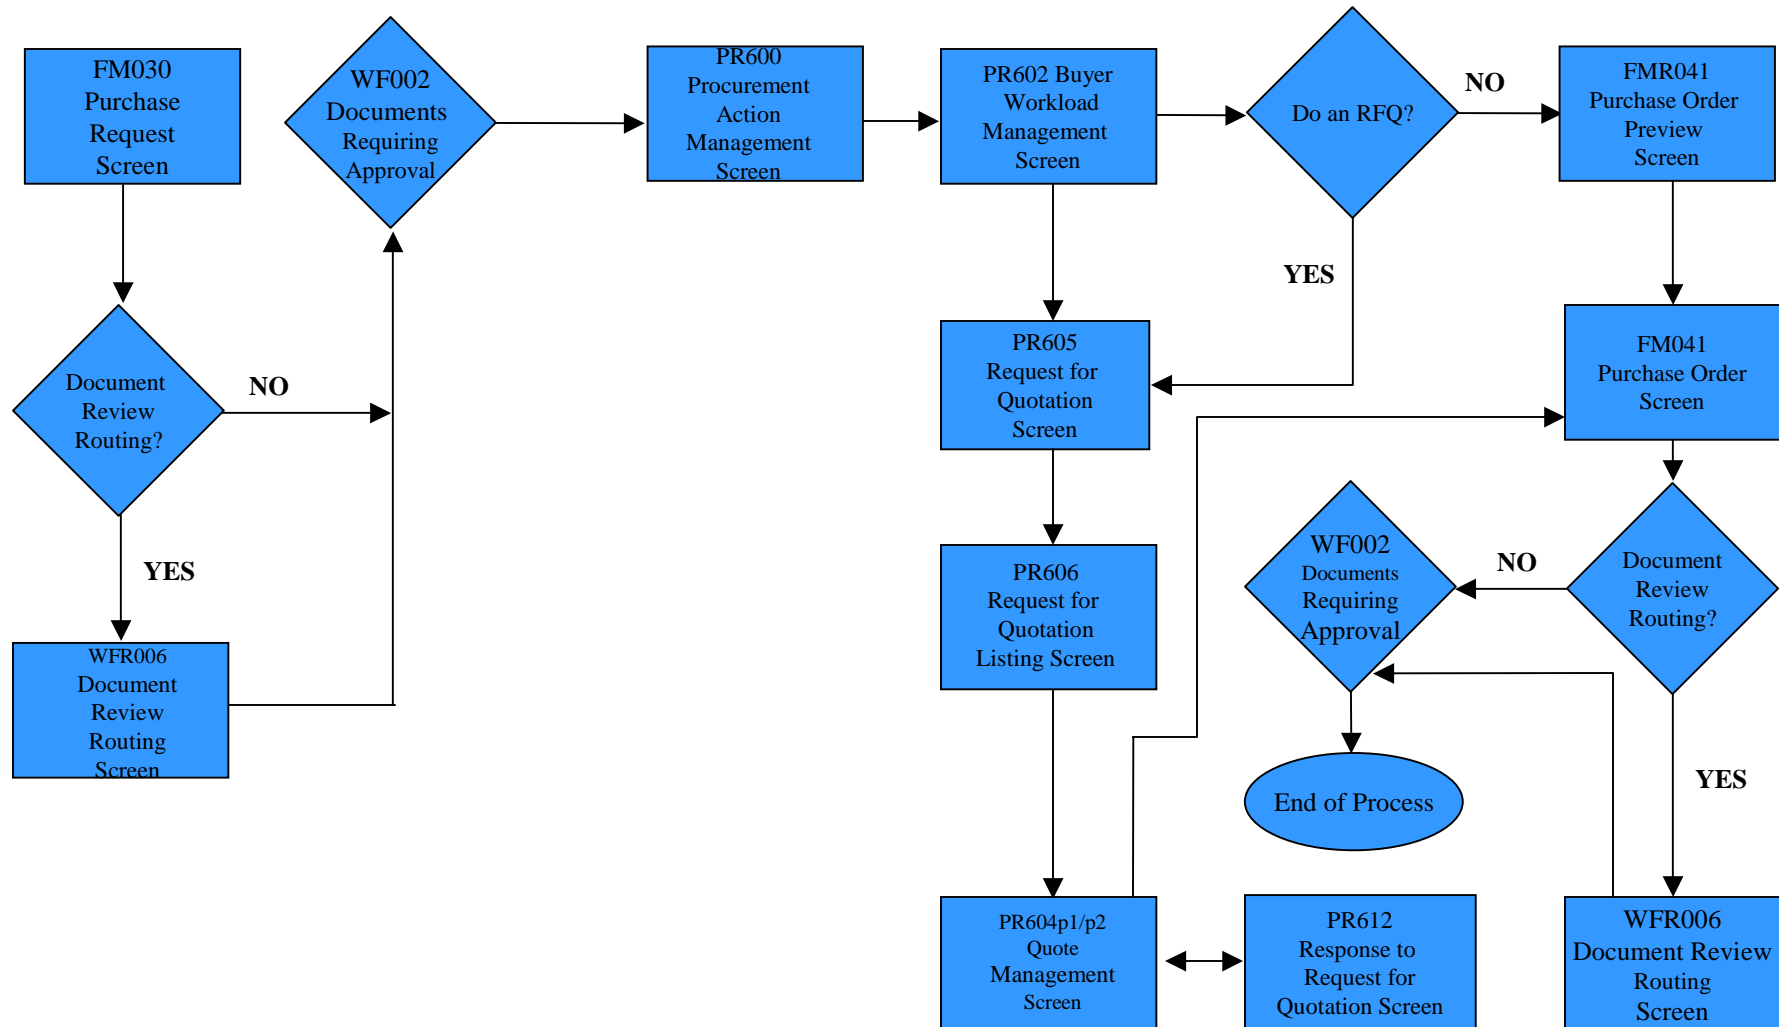 FM030
Purchase
Request
Screen
WF002
Documents
Requiring
Approval
PR600
Procurement
Action
Management
Screen
PR602 Buyer
Workload
Management
Screen
Do an RFQ?
NO
FMR041
Purchase Order
Preview
Screen
YES
Document
Review
Routing?
NO
PR605
Request for
Quotation
Screen
FM041
Purchase Order
Screen
YES
WFR006
Document
Review
Routing
Screen
PR606
Request for
Quotation
Listing Screen
WF002
Documents
Requiring
Approval
NO
Document
Review
Routing?
End of Process
YES
PR604p1/p2
Quote
Management
Screen
PR612
Response to
Request for
Quotation Screen
WFR006
Document Review
Routing
Screen